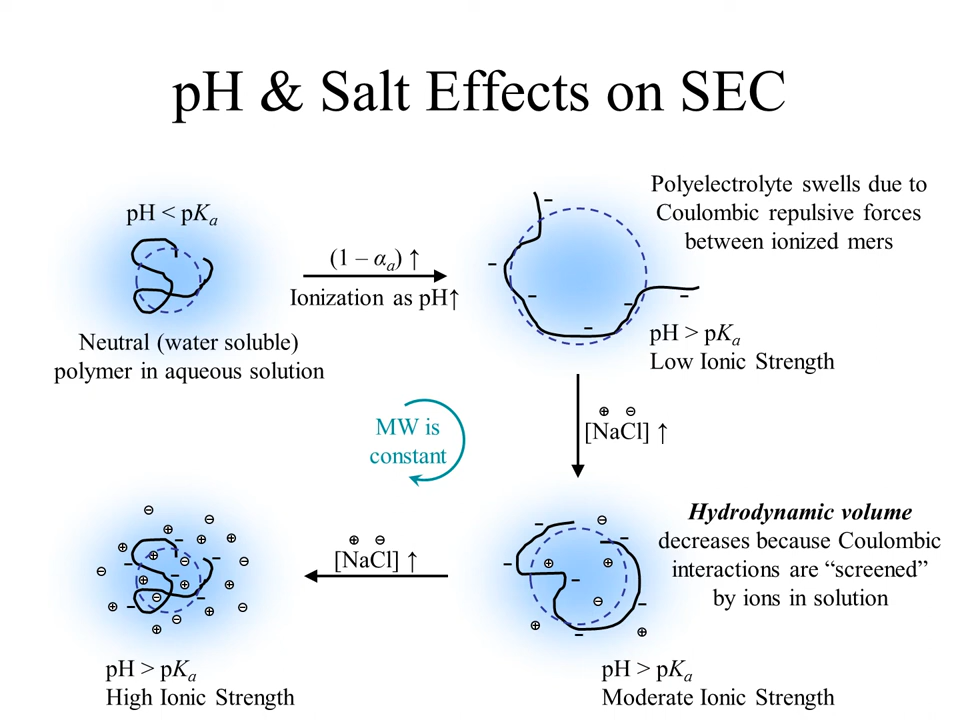 pH & Salt Effects on SEC
pH < pKₐ
Neutral (water soluble)
polymer in aqueous solution
(1 – αₐ) ↑
Ionization as pH↑
Polyelectrolyte swells due to
Coulombic repulsive forces
between ionized mers
pH > pKₐ
Low Ionic Strength
⊕ ⊖
[NaCl] ↑
MW is
constant
Hydrodynamic volume
decreases because Coulombic
interactions are “screened”
by ions in solution
pH > pKₐ
Moderate Ionic Strength
⊕ ⊖
[NaCl] ↑
pH > pKₐ
High Ionic Strength